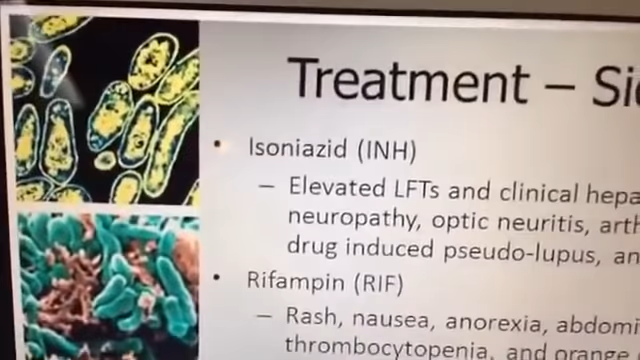 Treatment – Si
• Isoniazid (INH)
– Elevated LFTs and clinical hepa
neuropathy, optic neuritis, arth
drug induced pseudo-lupus, an
• Rifampin (RIF)
– Rash, nausea, anorexia, abdomi
thrombocytopenia, and orange